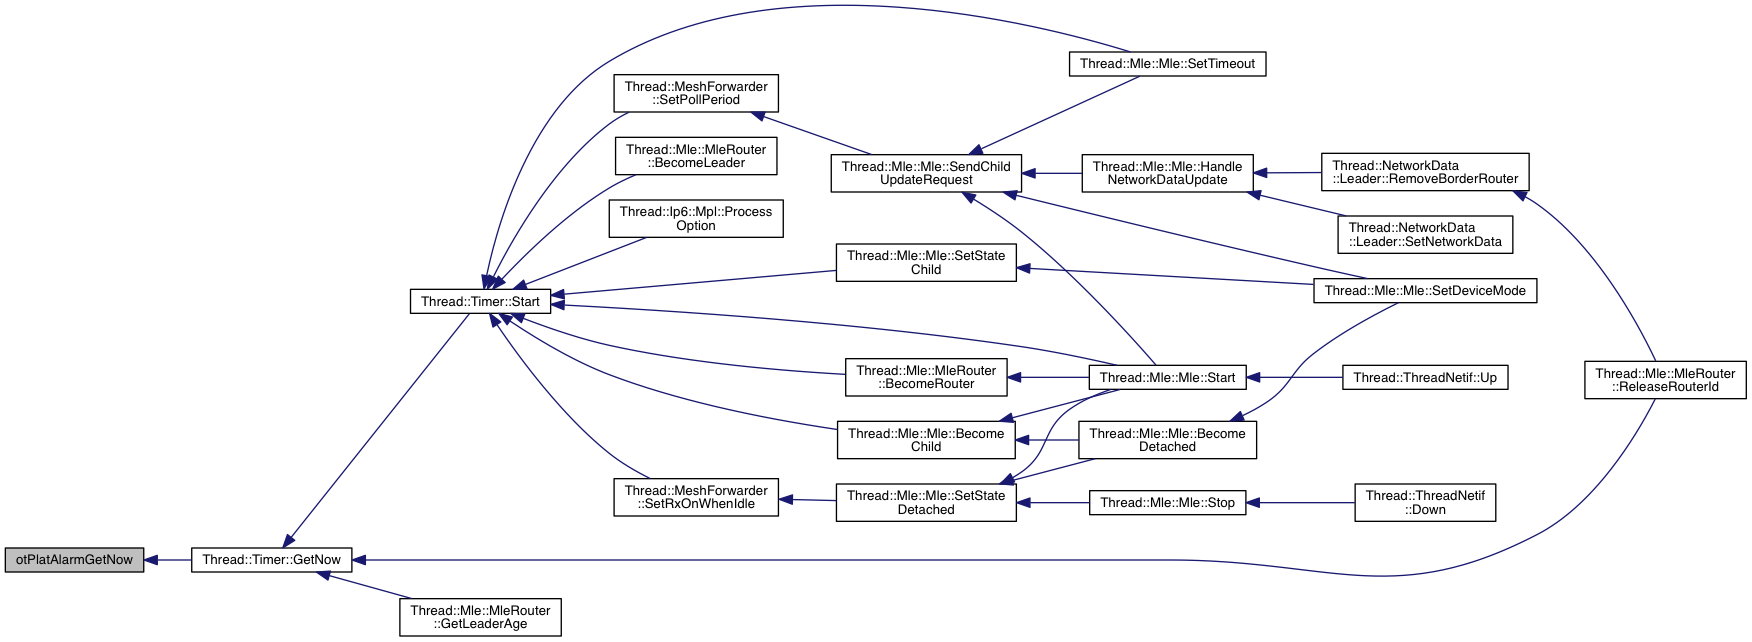 Thread::Mle::Mle::SetTimeout
Thread::MeshForwarder
::SetPollPeriod
Thread::Mle::MleRouter
::BecomeLeader
Thread::Mle::Mle::SendChild
UpdateRequest
Thread::Mle::Mle::Handle
NetworkDataUpdate
Thread::NetworkData
::Leader::RemoveBorderRouter
Thread::Ip6::Mpl::Process
Option
Thread::NetworkData
::Leader::SetNetworkData
Thread::Mle::Mle::SetState
Child
Thread::Mle::Mle::SetDeviceMode
Thread::Timer::Start
Thread::Mle::MleRouter
::BecomeRouter
Thread::Mle::Mle::Start
Thread::ThreadNetif::Up
Thread::Mle::MleRouter
::ReleaseRouterId
Thread::Mle::Mle::Become
Child
Thread::Mle::Mle::Become
Detached
Thread::MeshForwarder
::SetRxOnWhenIdle
Thread::Mle::Mle::SetState
Detached
Thread::Mle::Mle::Stop
Thread::ThreadNetif
::Down
otPlatAlarmGetNow
Thread::Timer::GetNow
Thread::Mle::MleRouter
::GetLeaderAge